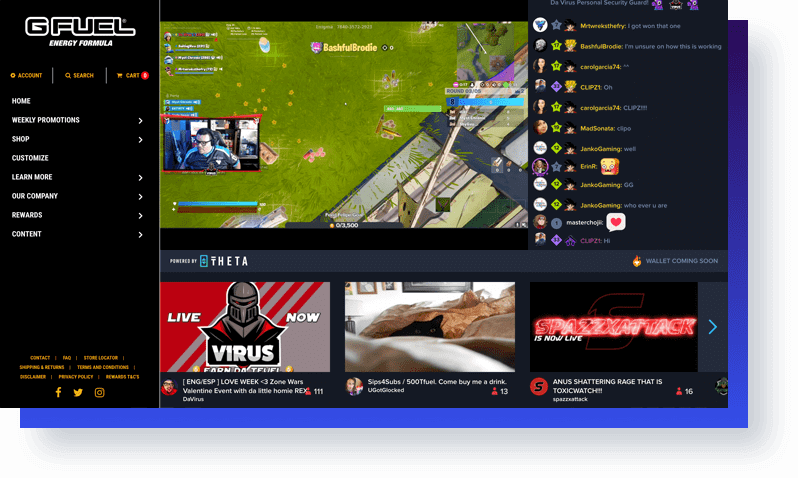 G FUEL®
ENERGY FORMULA
ACCOUNT
SEARCH
CART 0
HOME
WEEKLY PROMOTIONS
SHOP
CUSTOMIZE
LEARN MORE
OUR COMPANY
REWARDS
CONTENT
CONTACT | FAQ | STORE LOCATOR |
SHIPPING & RETURNS | TERMS AND CONDITIONS |
DISCLAIMER | PRIVACY POLICY | REWARDS T&C'S
BashfulBrodie
0/3,500
Da Virus Personal Security Guard!
Mrtwreksthefry: I got won that one
BashfulBrodie: I'm unsure on how this is working
carolgarcia74: ^^
CLIPZ1: Oh
carolgarcia74: CLIPZ!!!!
MadSonata: clipo
JankoGaming: well
ErinR:
JankoGaming: GG
JankoGaming: who ever u are
masterchojii:
CLIPZ1: Hi
POWERED BY THETA
WALLET COMING SOON
LIVE NOW
VIRUS
EARN DA TFUEL
[ ENG/ESP ] LOVE WEEK <3 Zone Wars
Valentine Event with da little homie REX
111
DaVirus
Sips4Subs / 500Tfuel. Come buy me a drink.
UGotGlocked
13
SPAZZXATTACK
IS NOW LIVE
ANUS SHATTERING RAGE THAT IS
TOXICWATCH!!!
16
spazzxattack